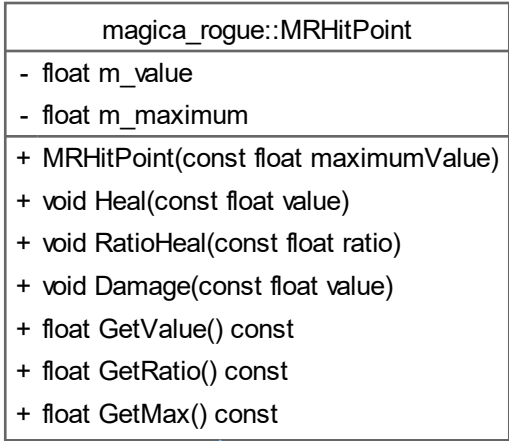 magica_rogue::MRHitPoint
- float m_value
- float m_maximum
+ MRHitPoint(const float maximumValue)
+ void Heal(const float value)
+ void RatioHeal(const float ratio)
+ void Damage(const float value)
+ float GetValue() const
+ float GetRatio() const
+ float GetMax() const